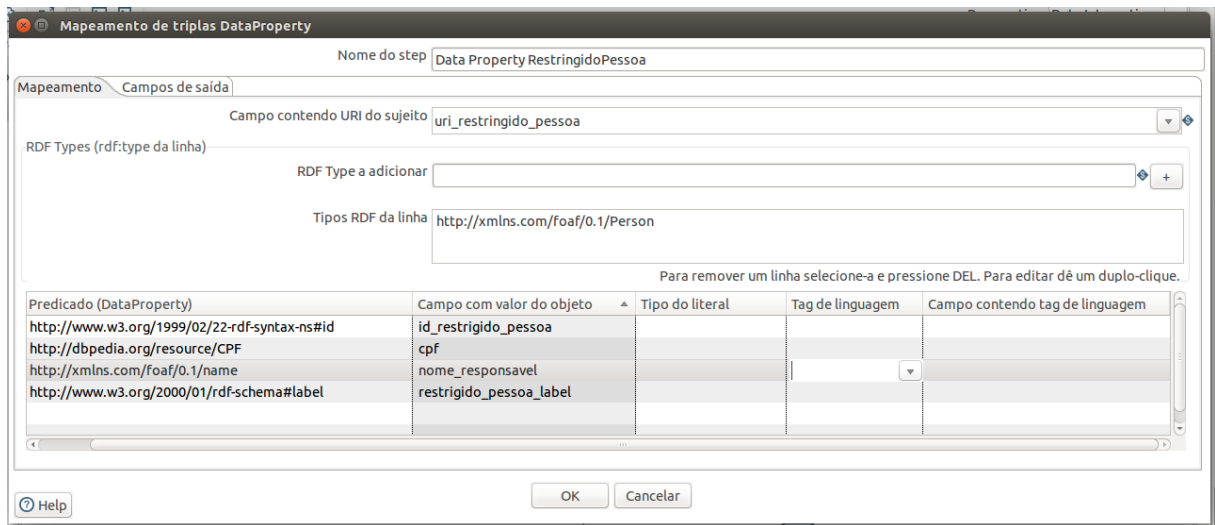 Mapeamento de triplas DataProperty
Nome do step Data Property RestringidoPessoa
Mapeamento Campos de saída
Campo contendo URI do sujeito uri_restringido_pessoa
RDF Types (rdf:type da linha)
RDF Type a adicionar +
Tipos RDF da linha http://xmlns.com/foaf/0.1/Person
Para remover um linha selecione-a e pressione DEL. Para editar dê um duplo-clique.
Predicado (DataProperty) Campo com valor do objeto Tipo do literal Tag de linguagem Campo contendo tag de linguagem
http://www.w3.org/1999/02/22-rdf-syntax-ns#id id_restrigido_pessoa
http://dbpedia.org/resource/CPF cpf
http://xmlns.com/foaf/0.1/name nome_responsavel
http://www.w3.org/2000/01/rdf-schema#label restrigido_pessoa_label
Help OK Cancelar